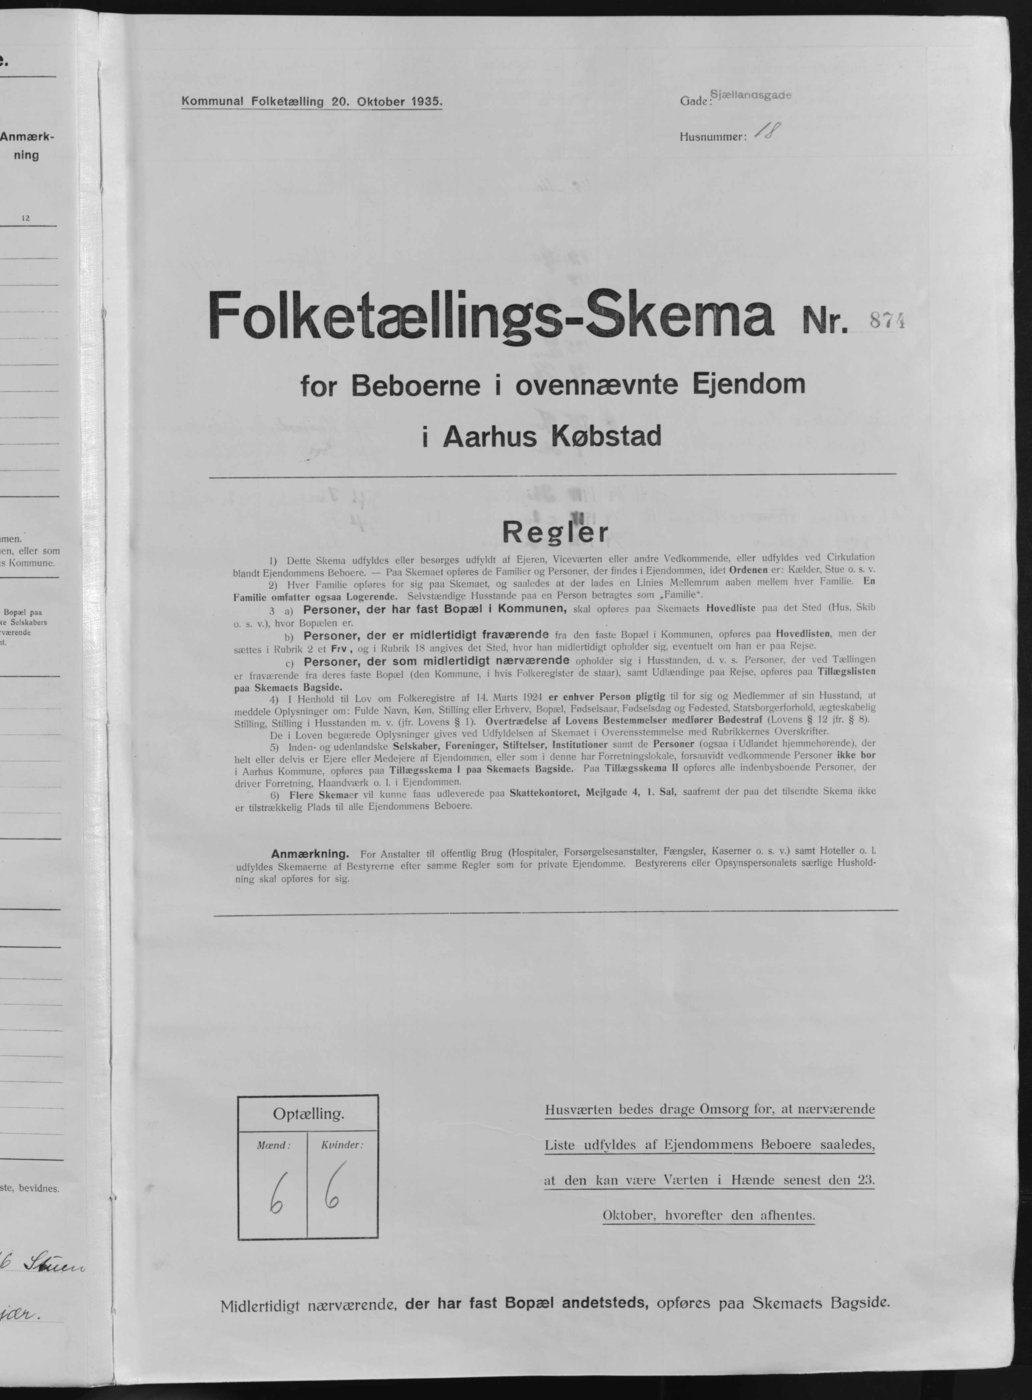 e.
Anmærk-
ning
12
men.
en, eller som
s Kommune.
Bopæl paa
ke Selskabers
værende
ste, bevidnes.
Stuen
Kommunal Folketælling 20. Oktober 1935.
Gade: Sjællandsgade
Husnummer: 18
Folketællings-Skema Nr. 874
for Beboerne i ovennævnte Ejendom
i Aarhus Købstad
Regler
1) Dette Skema udfyldes eller besørges udfyldt af Ejeren, Viceværten eller andre Vedkommende, eller udfyldes ved Cirkulation
blandt Ejendommens Beboere. — Paa Skemaet opføres de Familier og Personer, der findes i Ejendommen, idet Ordenen er: Kælder, Stue o. s. v.
2) Hver Familie opføres for sig paa Skemaet, og saaledes at der lades en Linies Mellemrum aaben mellem hver Familie. En
Familie omfatter ogsaa Logerende. Selvstændige Husstande paa en Person betragtes som „Familie“.
3 a) Personer, der har fast Bopæl i Kommunen, skal opføres paa Skemaets Hovedliste paa det Sted (Hus, Skib
o. s. v.), hvor Bopælen er.
b) Personer, der er midlertidigt fraværende fra den faste Bopæl i Kommunen, opføres paa Hovedlisten, men der
sættes i Rubrik 2 et Frv, og i Rubrik 18 angives det Sted, hvor han midlertidigt opholder sig, eventuelt om han er paa Rejse.
c) Personer, der som midlertidigt nærværende opholder sig i Husstanden, d. v. s. Personer, der ved Tællingen
er fraværende fra deres faste Bopæl (den Kommune, i hvis Folkeregister de staar), samt Udlændinge paa Rejse, opføres paa Tillægslisten
paa Skemaets Bagside.
4) I Henhold til Lov om Folkeregistre af 14. Marts 1924 er enhver Person pligtig til for sig og Medlemmer af sin Husstand, at
meddele Oplysninger om: Fulde Navn, Køn, Stilling eller Erhverv, Bopæl, Fødselsaar, Fødselsdag og Fødested, Statsborgerforhold, ægteskabelig
Stilling, Stilling i Husstanden m. v. (jfr. Lovens § 1). Overtrædelse af Lovens Bestemmelser medfører Bødestraf (Lovens § 12 jfr. § 8).
De i Loven begærede Oplysninger gives ved Udfyldelsen af Skemaet i Overensstemmelse med Rubrikkernes Overskrifter.
5) Inden- og udenlandske Selskaber, Foreninger, Stiftelser, Institutioner samt de Personer (ogsaa i Udlandet hjemmehørende), der
helt eller delvis er Ejere eller Medejere af Ejendommen, eller som i denne har Forretningslokale, forsaavidt vedkommende Personer ikke bor
i Aarhus Kommune, opføres paa Tillægsskema I paa Skemaets Bagside. Paa Tillægsskema II opføres alle indenbysboende Personer, der
driver Forretning, Haandværk o. l. i Ejendommen.
6) Flere Skemaer vil kunne faas udleverede paa Skattekontoret, Mejlgade 4, 1. Sal, saafremt der paa det tilsendte Skema ikke
er tilstrækkelig Plads til alle Ejendommens Beboere.
Anmærkning. For Anstalter til offentlig Brug (Hospitaler, Forsørgelsesanstalter, Fængsler, Kaserner o. s. v.) samt Hoteller o. l.
udfyldes Skemaerne af Bestyrerne efter samme Regler som for private Ejendomme. Bestyrerens eller Opsynspersonalets særlige Hushold-
ning skal opføres for sig.
Optælling.
Mænd: Kvinder:
6 6
Husværten bedes drage Omsorg for, at nærværende
Liste udfyldes af Ejendommens Beboere saaledes,
at den kan være Værten i Hænde senest den 23.
Oktober, hvorefter den afhentes.
Midlertidigt nærværende, der har fast Bopæl andetsteds, opføres paa Skemaets Bagside.